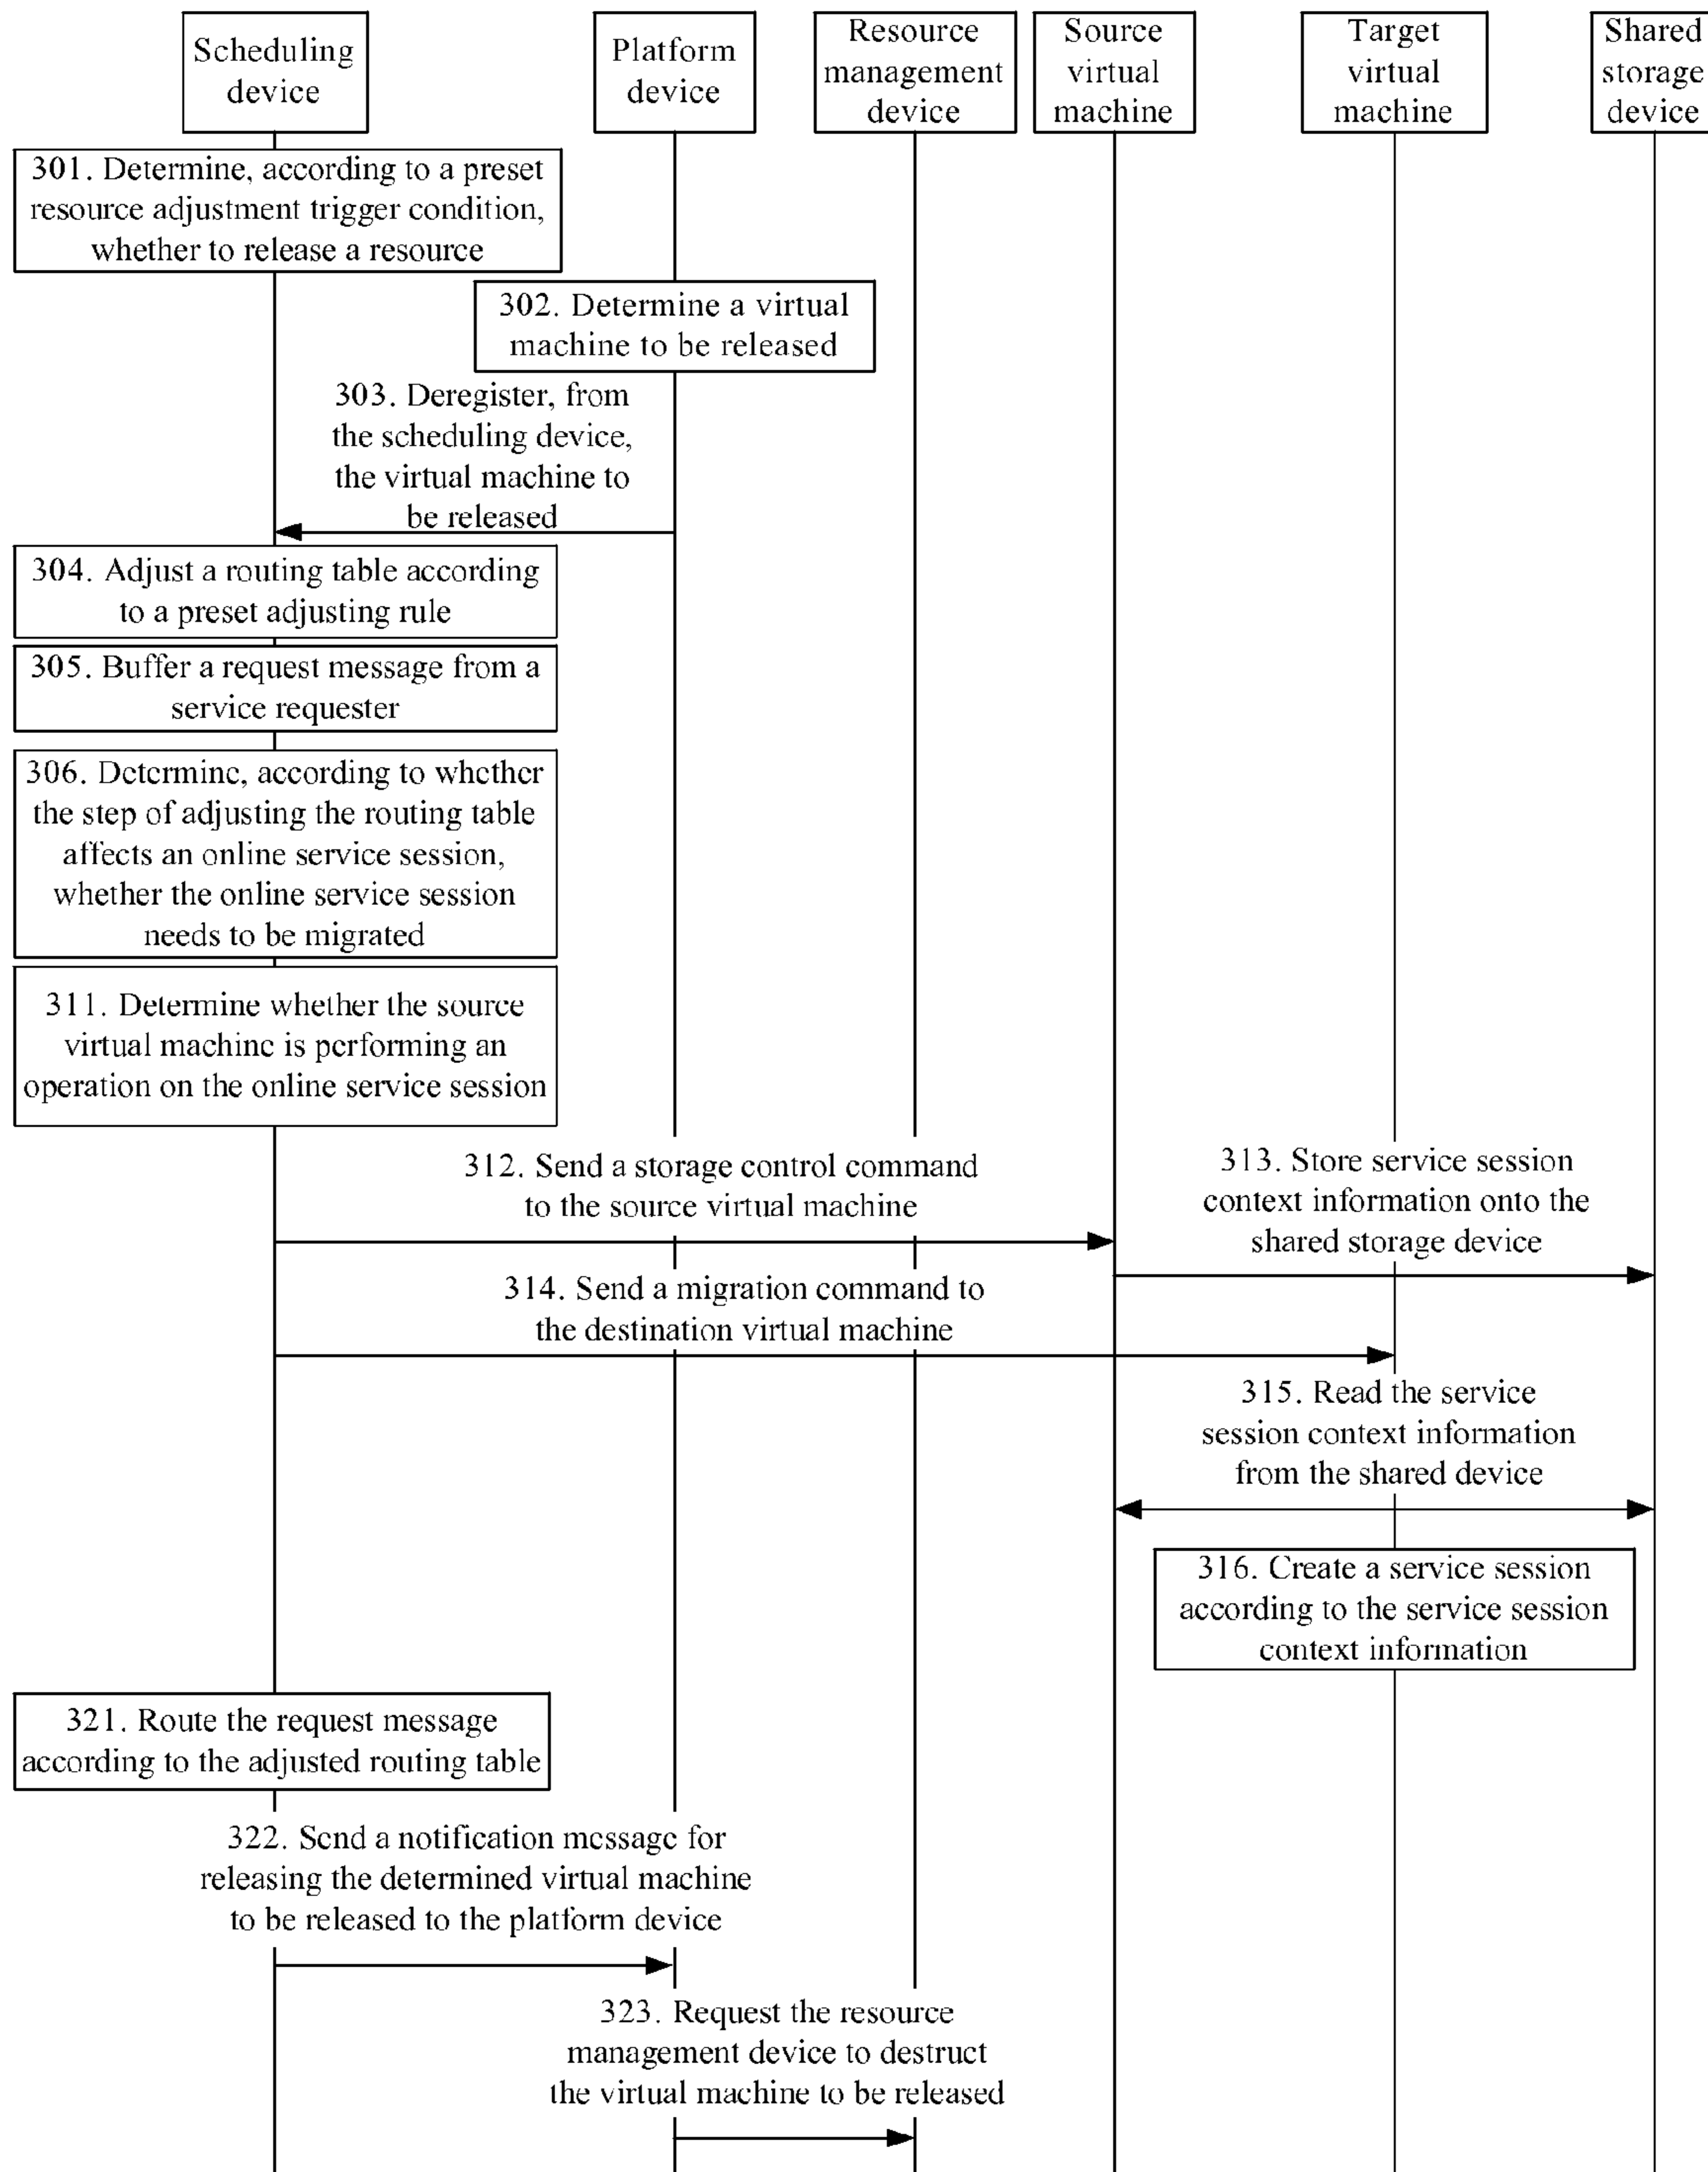 Scheduling
device
Platform
device
Resource
management
device
Source
virtual
machine
Target
virtual
machine
Shared
storage
device
301. Determine, according to a preset
resource adjustment trigger condition,
whether to release a resource
302. Determine a virtual
machine to be released
303. Deregister, from
the scheduling device,
the virtual machine to
be released
304. Adjust a routing table according
to a preset adjusting rule
305. Buffer a request message from a
service requester
306. Determine, according to whether
the step of adjusting the routing table
affects an online service session,
whether the online service session
needs to be migrated
311. Determine whether the source
virtual machine is performing an
operation on the online service session
312. Send a storage control command
to the source virtual machine
313. Store service session
context information onto the
shared storage device
314. Send a migration command to
the destination virtual machine
315. Read the service
session context information
from the shared device
316. Create a service session
according to the service session
context information
321. Route the request message
according to the adjusted routing table
322. Send a notification message for
releasing the determined virtual machine
to be released to the platform device
323. Request the resource
management device to destruct
the virtual machine to be released